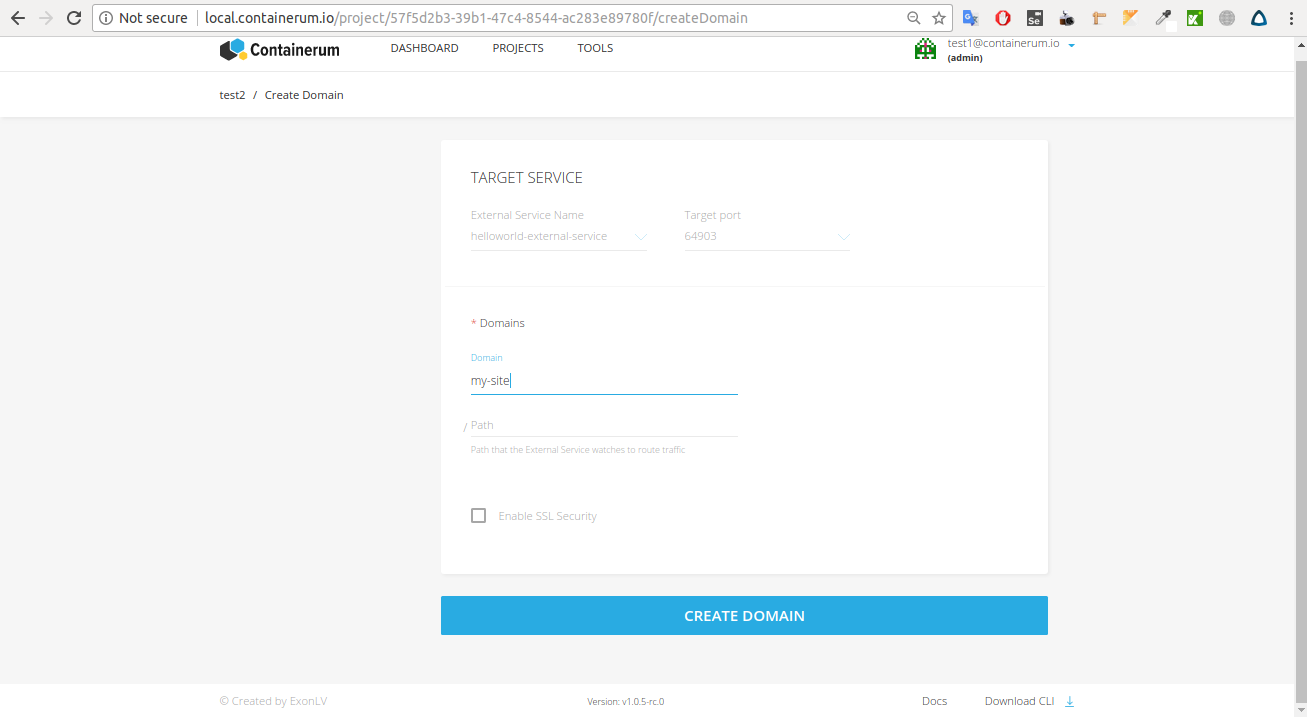 Not secure local.containerum.io/project/57f5d2b3-39b1-47c4-8544-ac283e89780f/createDomain
Se
K
Containerum DASHBOARD PROJECTS TOOLS test1@containerum.io
(admin)
test2 / Create Domain
TARGET SERVICE
External Service Name Target port
helloworld-external-service 64903
* Domains
Domain
my-site
/ Path
Path that the External Service watches to route traffic
Enable SSL Security
CREATE DOMAIN
© Created by ExonLV Version: v1.0.5-rc.0 Docs Download CLI